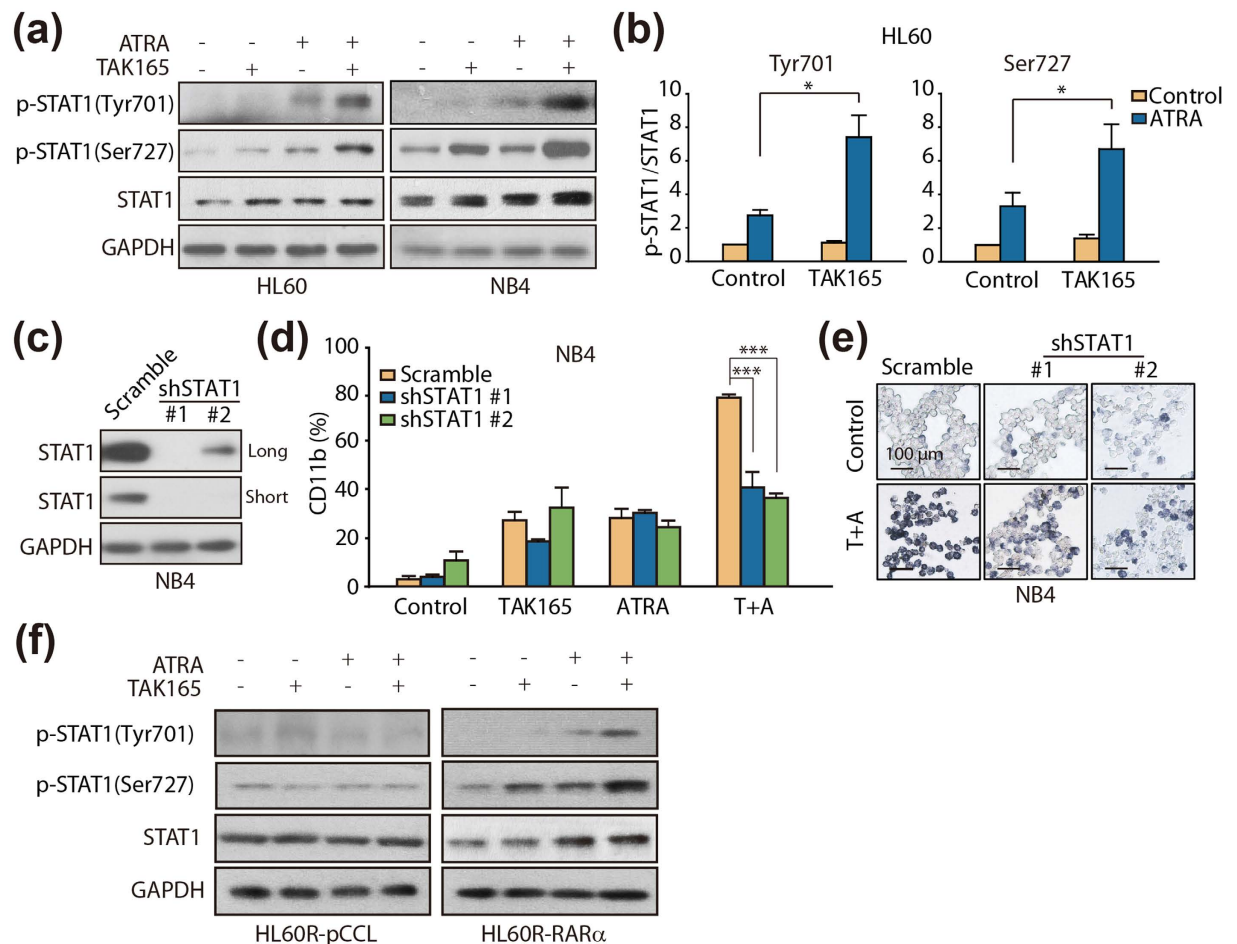 (a)
ATRA - - + + - - + +
TAK165 - + - + - + - +
p-STAT1(Tyr701)
p-STAT1(Ser727)
STAT1
GAPDH
HL60 NB4
(b)
HL60
Tyr701 Ser727
p-STAT1/STAT1
10
8
6
4
2
0
*
Control TAK165
10
8
6
4
2
0
*
Control TAK165
Control
ATRA
(c)
Scramble
shSTAT1
#1 #2
STAT1 Long
STAT1 Short
GAPDH
NB4
(d)
NB4
CD11b (%)
100
80
60
40
20
0
Scramble
shSTAT1 #1
shSTAT1 #2
***
***
Control TAK165 ATRA T+A
(e)
shSTAT1
Scramble #1 #2
Control
100 μm
T+A
NB4
(f)
ATRA - - + + - - + +
TAK165 - + - + - + - +
p-STAT1(Tyr701)
p-STAT1(Ser727)
STAT1
GAPDH
HL60R-pCCL HL60R-RARα